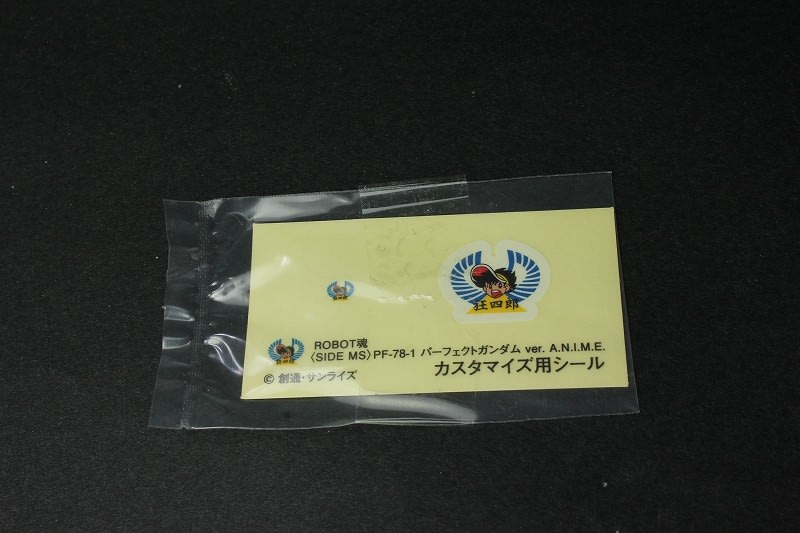 狂四郎
ROBOT魂
〈SIDE MS〉PF-78-1 パーフェクトガンダム ver. A.N.I.M.E.
© 創通・サンライズ
カスタマイズ用シール